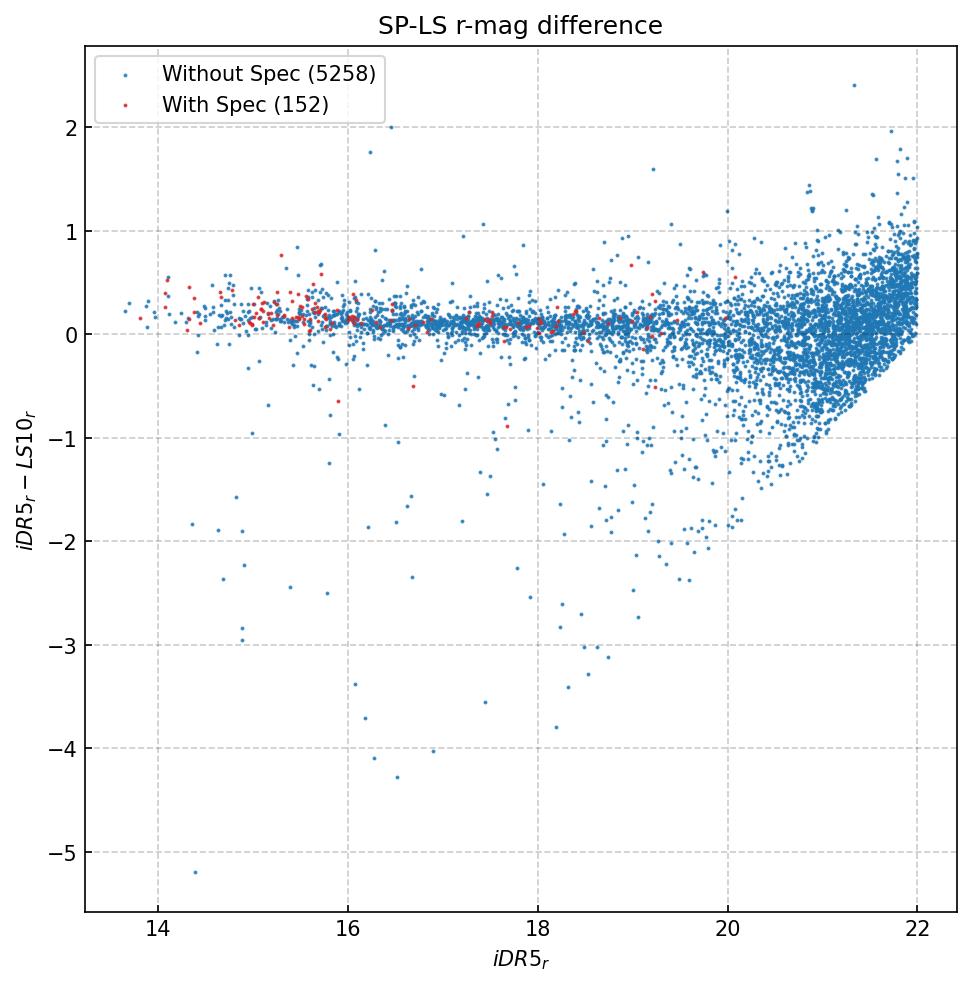 SP-LS r-mag difference
Without Spec (5258)
With Spec (152)
2
1
0
−1
−2
−3
−4
−5
iDR5r − LS10r
14 16 18 20 22
iDR5r